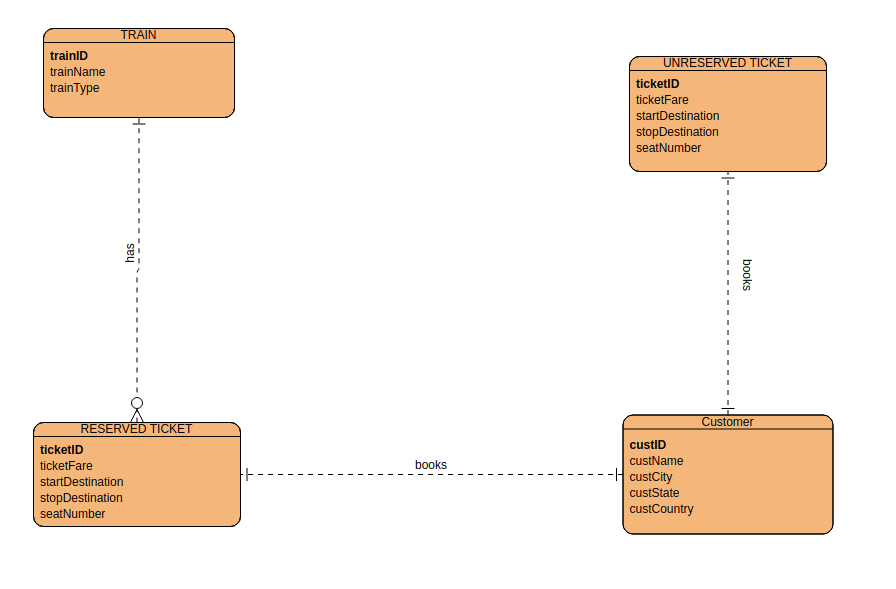 TRAIN
trainID
trainName
trainType
UNRESERVED TICKET
ticketID
ticketFare
startDestination
stopDestination
seatNumber
has
books
RESERVED TICKET
ticketID
ticketFare
startDestination
stopDestination
seatNumber
books
Customer
custID
custName
custCity
custState
custCountry